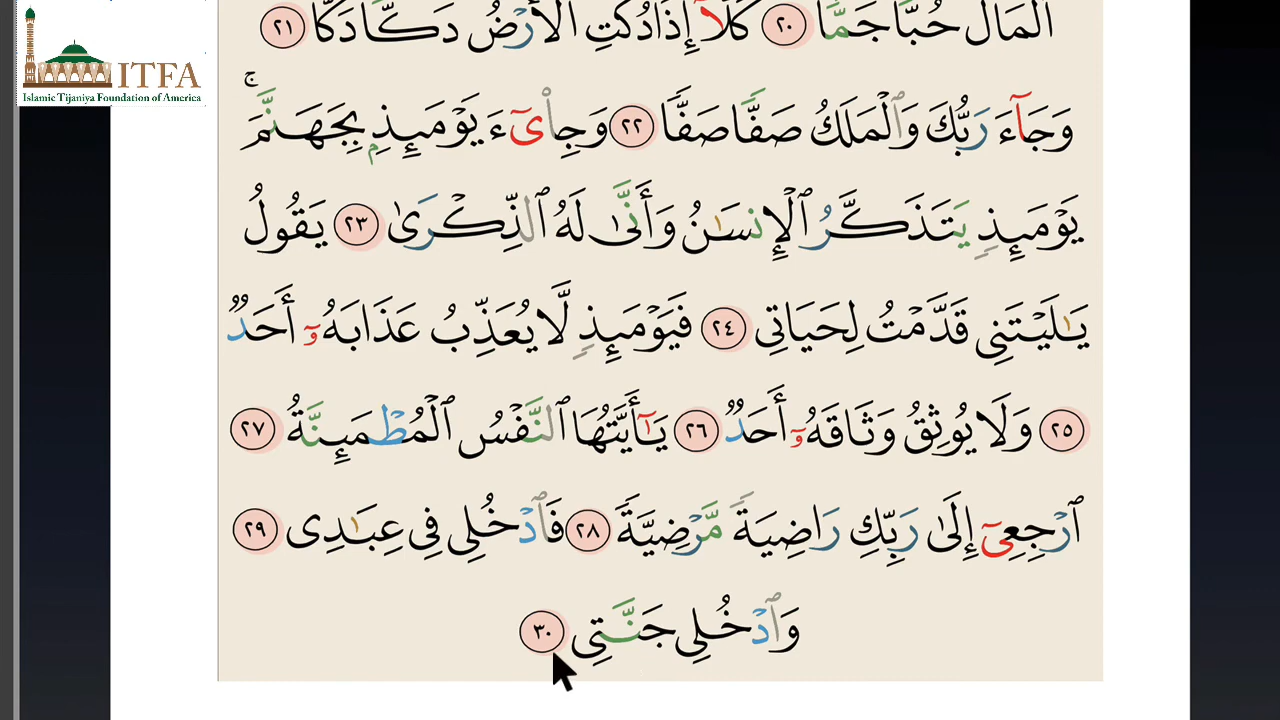 ITFA
Islamic Tijaniya Foundation of America
ٱلْمَالَ حُبًّا جَمًّا ٢٠ كَلَّآ إِذَا دُكَّتِ ٱلْأَرْضُ دَكًّا دَكًّا ٢١
وَجَآءَ رَبُّكَ وَٱلْمَلَكُ صَفًّا صَفًّا ٢٢ وَجِا۟ىٓءَ يَوْمَئِذٍۭ بِجَهَنَّمَ ۚ
يَوْمَئِذٍ يَتَذَكَّرُ ٱلْإِنسَـٰنُ وَأَنَّىٰ لَهُ ٱلذِّكْرَىٰ ٢٣ يَقُولُ
يَـٰلَيْتَنِى قَدَّمْتُ لِحَيَاتِى ٢٤ فَيَوْمَئِذٍ لَّا يُعَذِّبُ عَذَابَهُۥٓ أَحَدٌ
٢٥ وَلَا يُوثِقُ وَثَاقَهُۥٓ أَحَدٌ ٢٦ يَـٰٓأَيَّتُهَا ٱلنَّفْسُ ٱلْمُطْمَئِنَّةُ ٢٧
ٱرْجِعِىٓ إِلَىٰ رَبِّكِ رَاضِيَةً مَّرْضِيَّةً ٢٨ فَٱدْخُلِى فِى عِبَـٰدِى ٢٩
وَٱدْخُلِى جَنَّتِى ٣٠